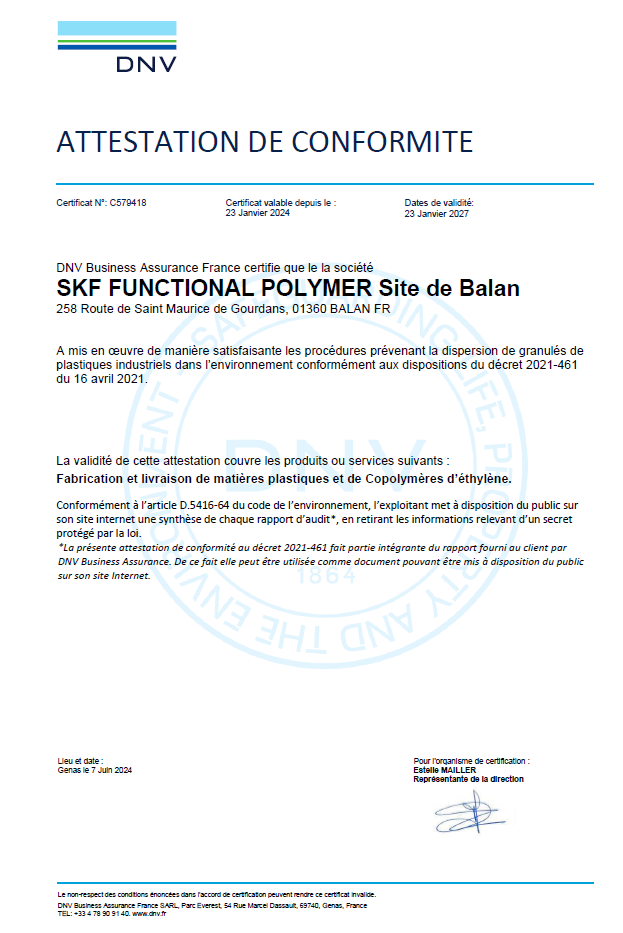 DNV
ATTESTATION DE CONFORMITE
Certificat N°: C579418
Certificat valable depuis le :
23 Janvier 2024
Dates de validité:
23 Janvier 2027
DNV Business Assurance France certifie que le la société
SKF FUNCTIONAL POLYMER Site de Balan
258 Route de Saint Maurice de Gourdans, 01360 BALAN FR
A mis en œuvre de manière satisfaisante les procédures prévenant la dispersion de granulés de
plastiques industriels dans l'environnement conformément aux dispositions du décret 2021-461
du 16 avril 2021.
SAFEGUARDING LIFE, PROPERTY AND THE ENVIRONMENT
DNV
1864
La validité de cette attestation couvre les produits ou services suivants :
Fabrication et livraison de matières plastiques et de Copolymères d'éthylène.
Conformément à l'article D.5416-64 du code de l'environnement, l'exploitant met à disposition du public sur
son site internet une synthèse de chaque rapport d'audit*, en retirant les informations relevant d'un secret
protégé par la loi.
*La présente attestation de conformité au décret 2021-461 fait partie intégrante du rapport fourni au client par
DNV Business Assurance. De ce fait elle peut être utilisée comme document pouvant être mis à disposition du public
sur son site Internet.
Lieu et date :
Genas le 7 Juin 2024
Pour l'organisme de certification :
Estelle MAILLER
Représentante de la direction
Le non-respect des conditions énoncées dans l'accord de certification peuvent rendre ce certificat invalide.
DNV Business Assurance France SARL, Parc Everest, 54 Rue Marcel Dassault, 69740, Genas, France
TEL: +33 4 78 90 91 40. www.dnv.fr